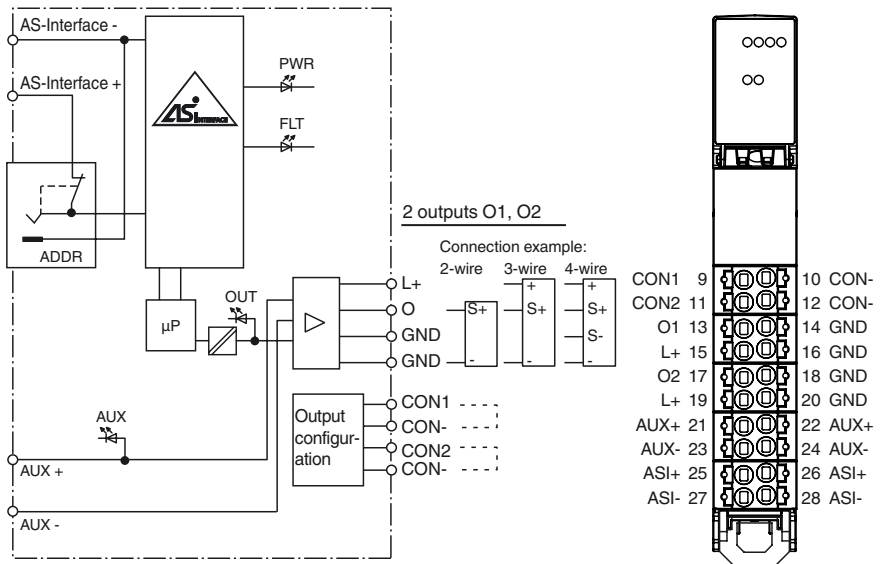 AS-Interface -
AS-Interface +
ASi
INTERFACE
PWR
FLT
ADDR
2 outputs O1, O2
Connection example:
2-wire 3-wire 4-wire
L+
O
GND
GND
S+
-
+
S+
-
+
S+
S-
-
OUT
µP
AUX
AUX +
AUX -
Output
configur-
ation
CON1
CON-
CON2
CON-
CON1 9 10 CON-
CON2 11 12 CON-
O1 13 14 GND
L+ 15 16 GND
O2 17 18 GND
L+ 19 20 GND
AUX+ 21 22 AUX+
AUX- 23 24 AUX-
ASI+ 25 26 ASI+
ASI- 27 28 ASI-